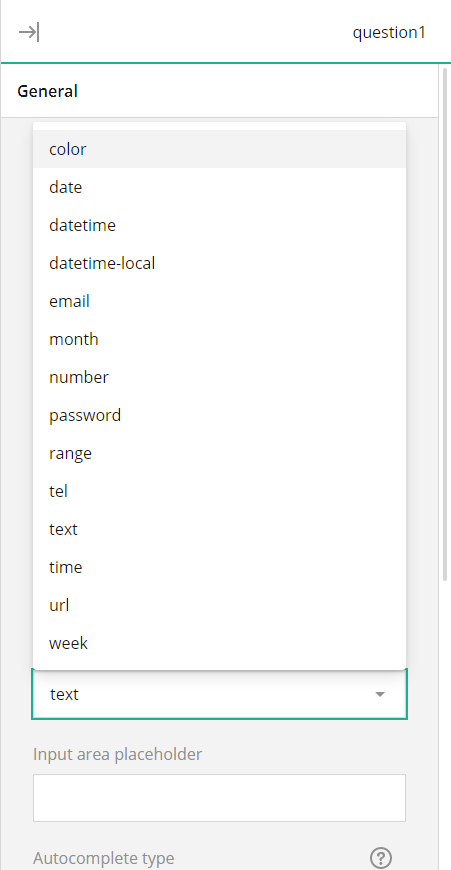 question1
General
color
date
datetime
datetime-local
email
month
number
password
range
tel
text
time
url
week
text
Input area placeholder
Autocomplete type
?